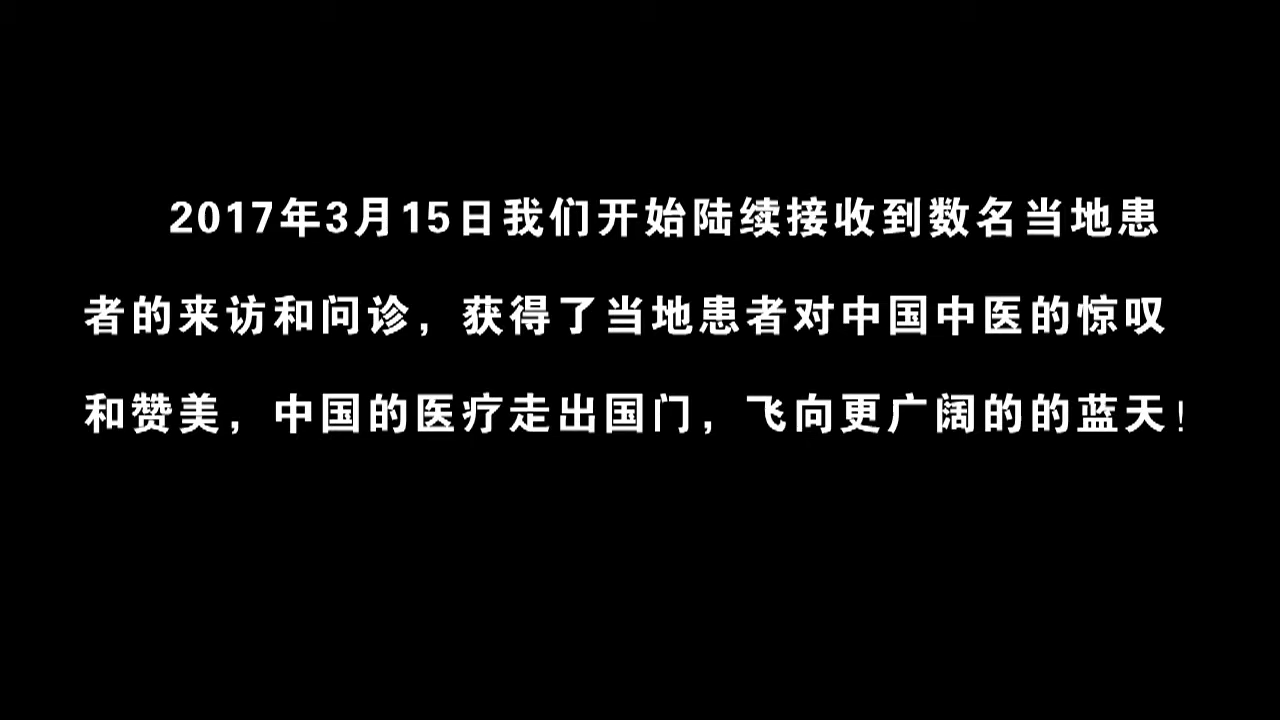 2017年3月15日我们开始陆续接收到数名当地患
者的来访和问诊，获得了当地患者对中国中医的惊叹
和赞美，中国的医疗走出国门，飞向更广阔的的蓝天！